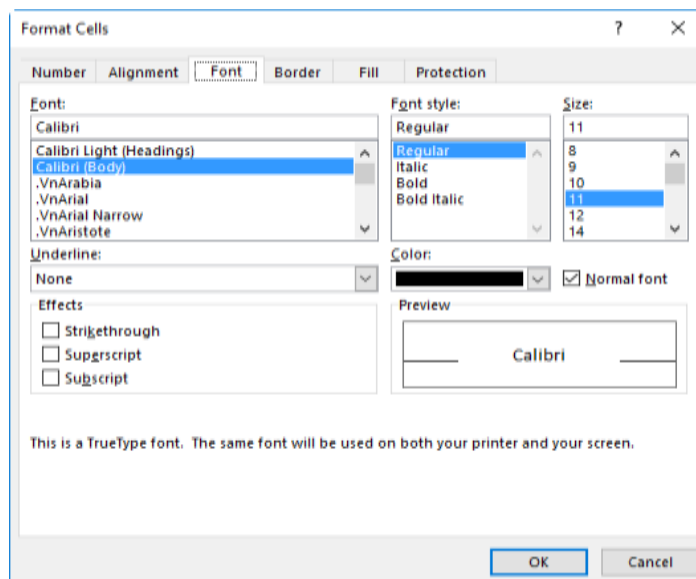 Format Cells ?
Number Alignment Font Border Fill Protection
Font: Font style: Size:
Calibri Regular 11
Calibri Light (Headings) Regular 8
Calibri (Body) Italic 9
.VnArabia Bold 10
.VnArial Bold Italic 11
.VnArial Narrow 12
.VnAristote 14
Underline: Color:
None Normal font
Effects Preview
Strikethrough
Superscript Calibri
Subscript
This is a TrueType font. The same font will be used on both your printer and your screen.
OK Cancel